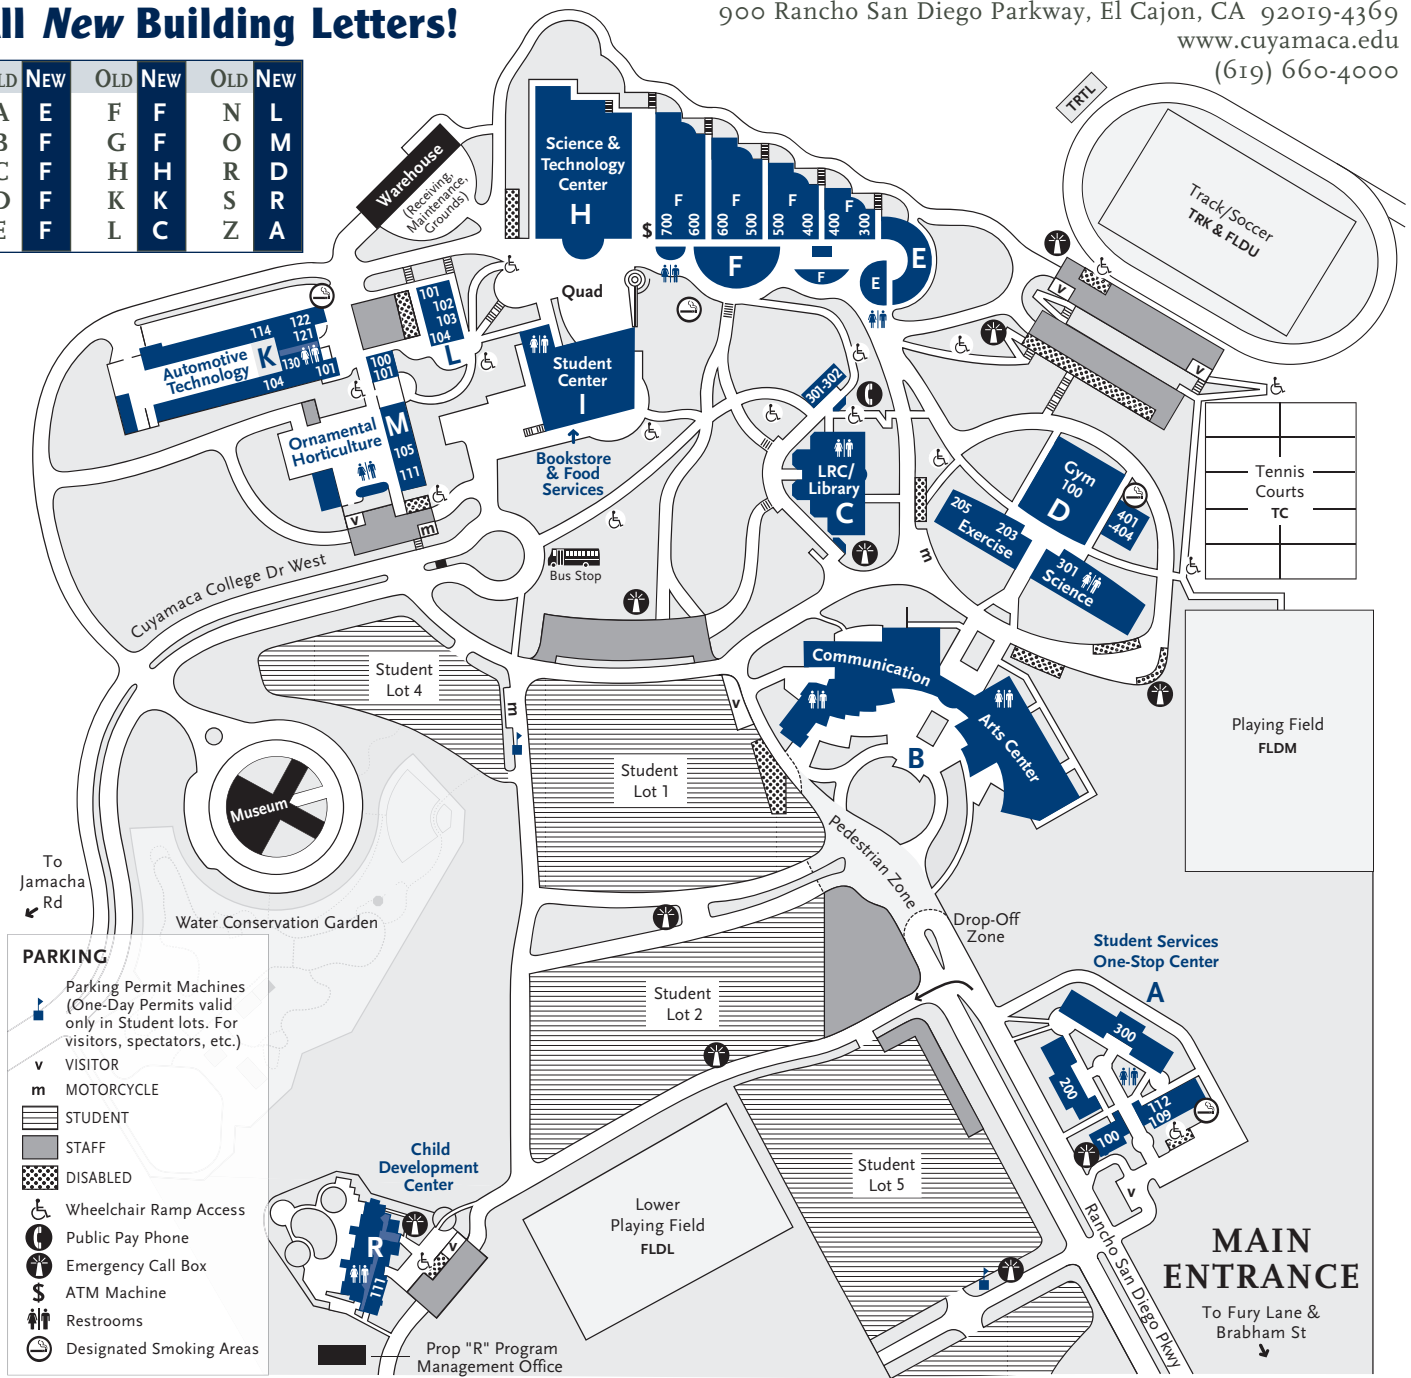 ll New Building Letters!
900 Rancho San Diego Parkway, El Cajon, CA 92019-4369
www.cuyamaca.edu
(619) 660-4000
LD NEW OLD NEW OLD NEW
A E F F N L
B F G F O M
C F H H R D
D F K K S R
E F L C Z A
TRTL
Track/Soccer
TRK & FLDU
Warehouse
(Receiving,
Maintenance,
Grounds)
Science &
Technology
Center
H
$
F
700
600
F
600
500
F
500
400
F
400
300
F
F
E
E
Quad
101
102
103
104
L
114
122
121
Automotive
Technology
K
130
101
104
100
101
Student
Center
I
301-302
M
Ornamental
Horticulture
105
111
v
m
Bookstore
& Food
Services
LRC/
Library
C
v
v
Gym
100
D
205
203
Exercise
401
-404
301
Science
Tennis
Courts
TC
m
Bus Stop
Cuyamaca College Dr West
Student
Lot 4
m
v
Communication
Arts Center
B
Playing Field
FLDM
Student
Lot 1
Museum
Pedestrian Zone
To
Jamacha
Rd
Water Conservation Garden
Drop-Off
Zone
Student Services
One-Stop Center
A
300
200
112
109
100
v
Student
Lot 2
PARKING
Parking Permit Machines
(One-Day Permits valid
only in Student lots. For
visitors, spectators, etc.)
v VISITOR
m MOTORCYCLE
STUDENT
STAFF
DISABLED
Wheelchair Ramp Access
Public Pay Phone
Emergency Call Box
$ ATM Machine
Restrooms
Designated Smoking Areas
Child
Development
Center
R
111
v
Student
Lot 5
Lower
Playing Field
FLDL
Rancho San Diego Pkwy
MAIN
ENTRANCE
To Fury Lane &
Brabham St
Prop "R" Program
Management Office